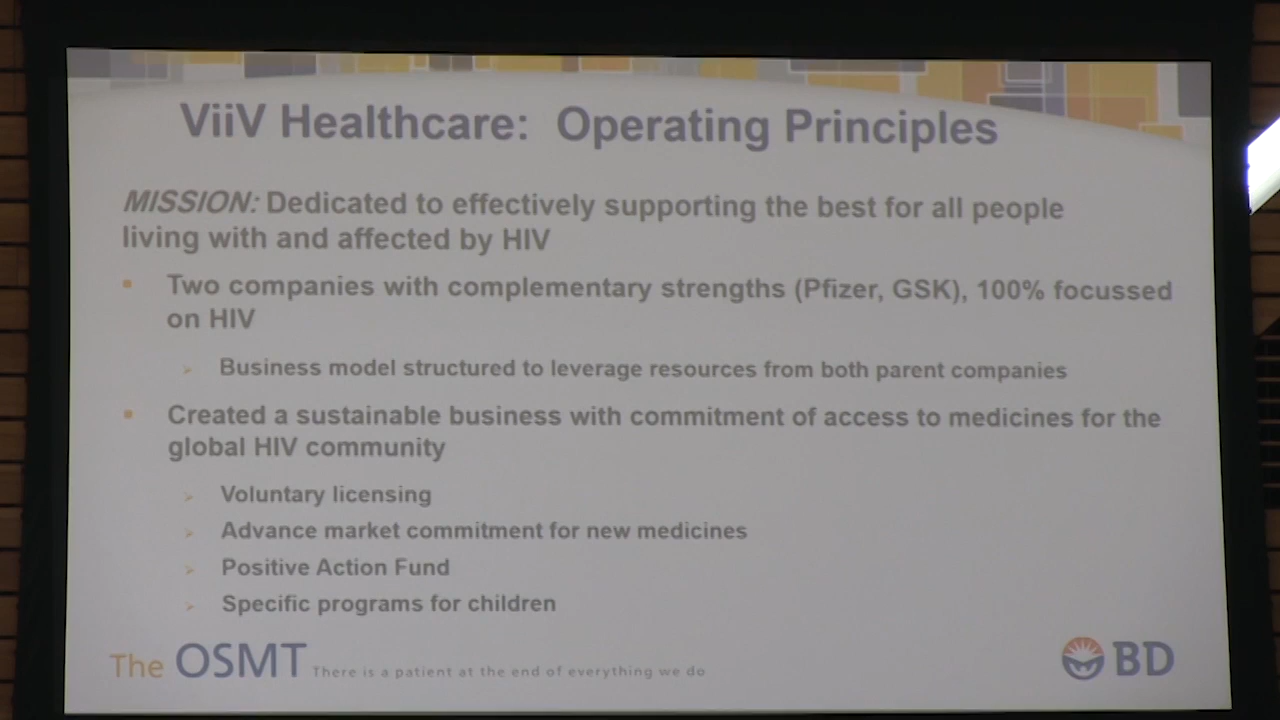 ViiV Healthcare: Operating Principles
MISSION: Dedicated to effectively supporting the best for all people
living with and affected by HIV
Two companies with complementary strengths (Pfizer, GSK), 100% focussed
on HIV
Business model structured to leverage resources from both parent companies
Created a sustainable business with commitment of access to medicines for the
global HIV community
Voluntary licensing
Advance market commitment for new medicines
Positive Action Fund
Specific programs for children
The OSMT There is a patient at the end of everything we do
BD